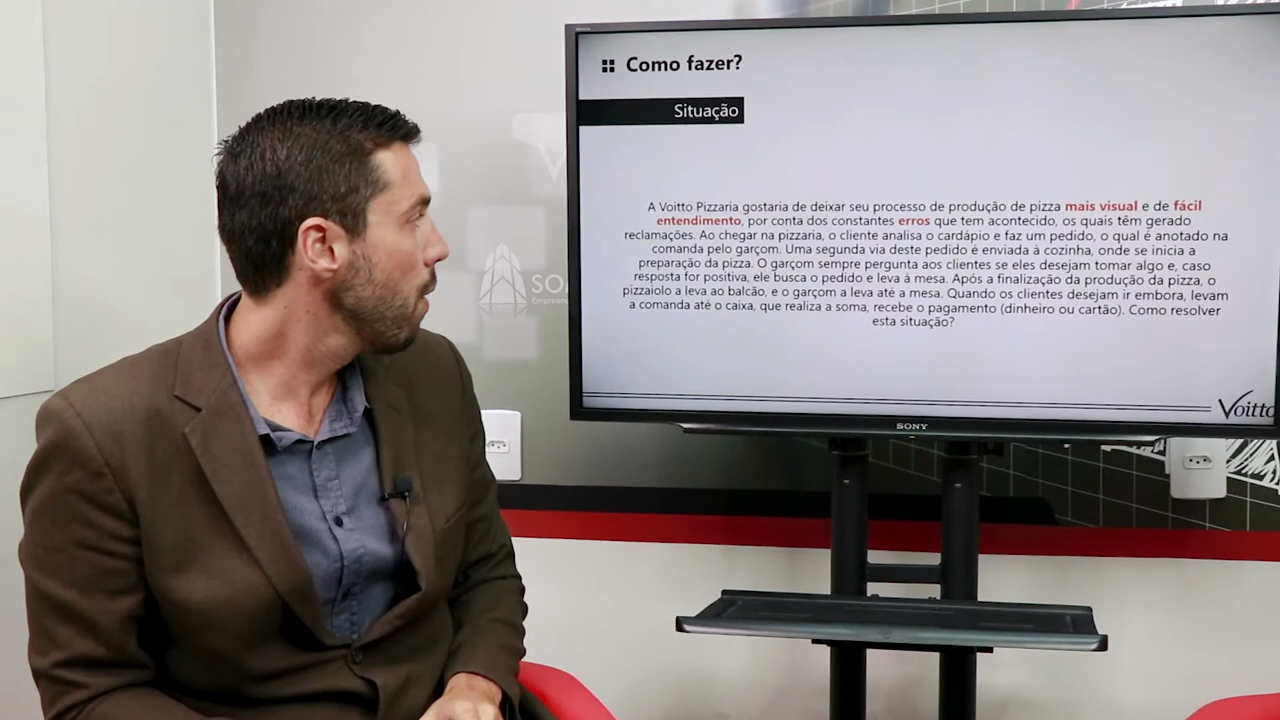 Como fazer?
Situação
A Voitto Pizzaria gostaria de deixar seu processo de produção de pizza mais visual e de fácil
entendimento, por conta dos constantes erros que tem acontecido, os quais têm gerado
reclamações. Ao chegar na pizzaria, o cliente analisa o cardápio e faz um pedido, o qual é anotado na
comanda pelo garçom. Uma segunda via deste pedido é enviada à cozinha, onde se inicia a
preparação da pizza. O garçom sempre pergunta aos clientes se eles desejam tomar algo e, caso
resposta for positiva, ele busca o pedido e leva à mesa. Após a finalização da produção da pizza, o
pizzaiolo a leva ao balcão, e o garçom a leva até a mesa. Quando os clientes desejam ir embora, levam
a comanda até o caixa, que realiza a soma, recebe o pagamento (dinheiro ou cartão). Como resolver
esta situação?
Voitto
SONY